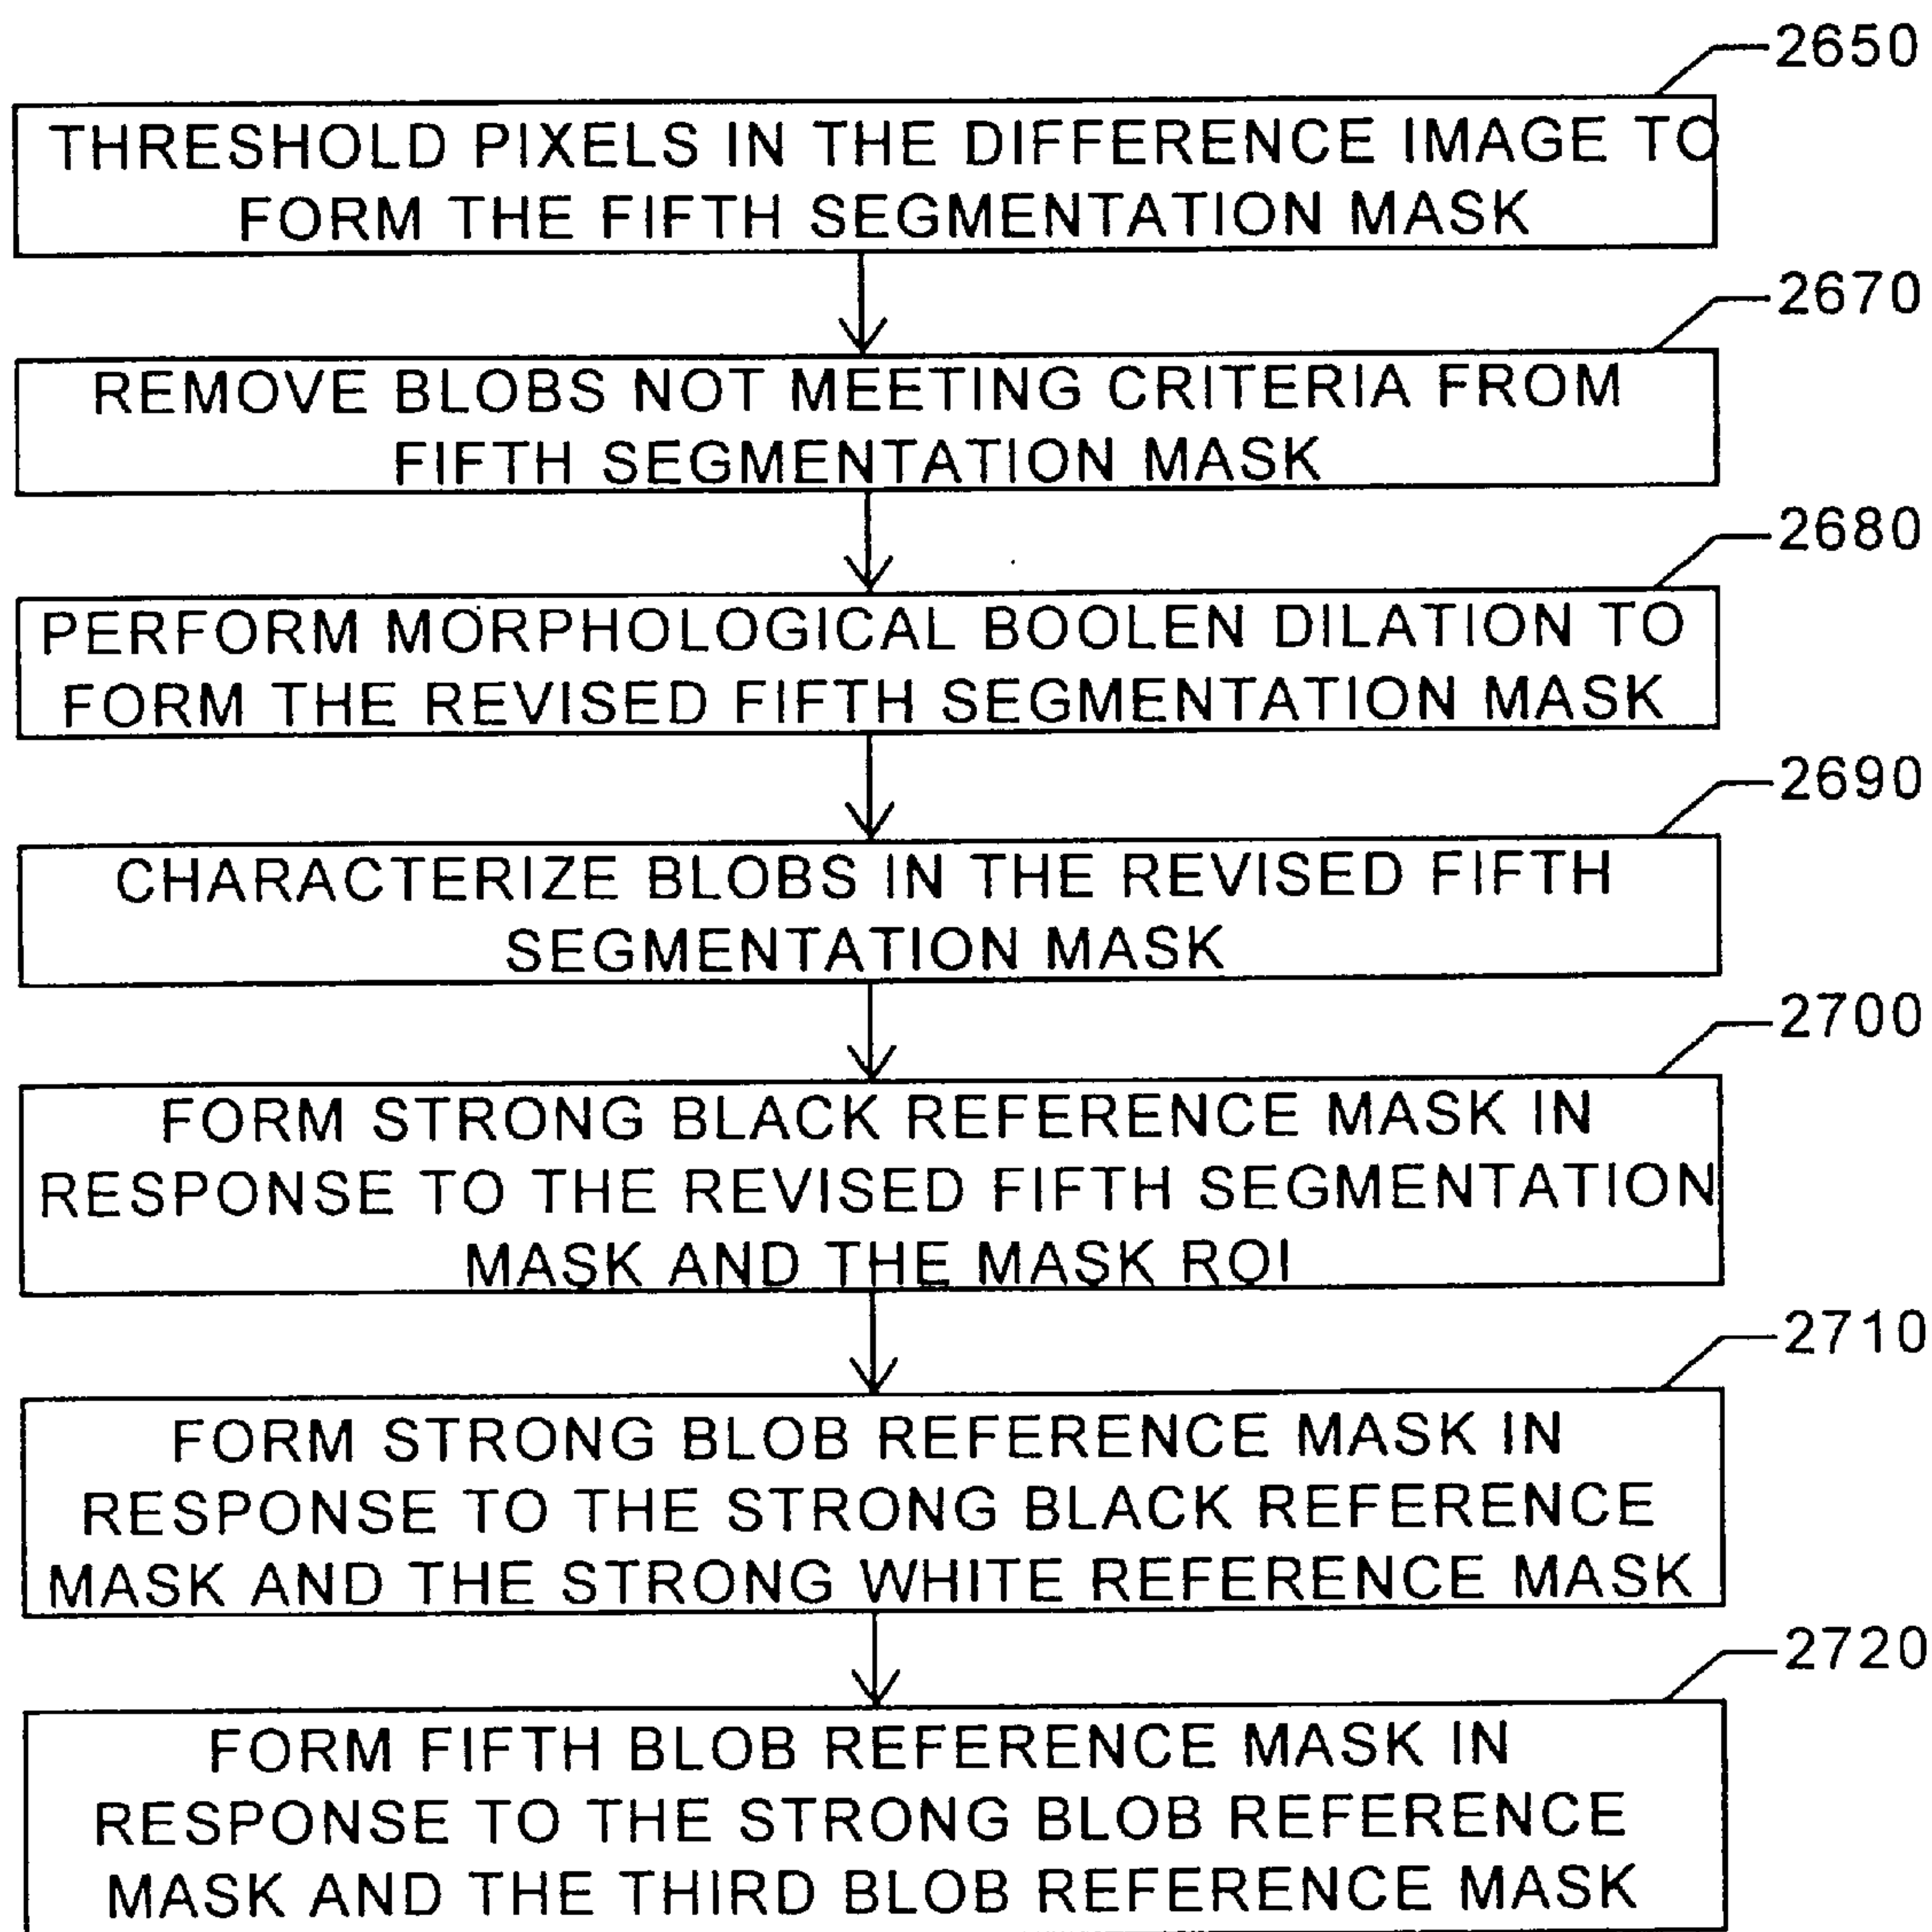 2650
THRESHOLD PIXELS IN THE DIFFERENCE IMAGE TO
FORM THE FIFTH SEGMENTATION MASK
2670
REMOVE BLOBS NOT MEETING CRITERIA FROM
FIFTH SEGMENTATION MASK
2680
PERFORM MORPHOLOGICAL BOOLEN DILATION TO
FORM THE REVISED FIFTH SEGMENTATION MASK
2690
CHARACTERIZE BLOBS IN THE REVISED FIFTH
SEGMENTATION MASK
2700
FORM STRONG BLACK REFERENCE MASK IN
RESPONSE TO THE REVISED FIFTH SEGMENTATION
MASK AND THE MASK ROI
2710
FORM STRONG BLOB REFERENCE MASK IN
RESPONSE TO THE STRONG BLACK REFERENCE
MASK AND THE STRONG WHITE REFERENCE MASK
2720
FORM FIFTH BLOB REFERENCE MASK IN
RESPONSE TO THE STRONG BLOB REFERENCE
MASK AND THE THIRD BLOB REFERENCE MASK